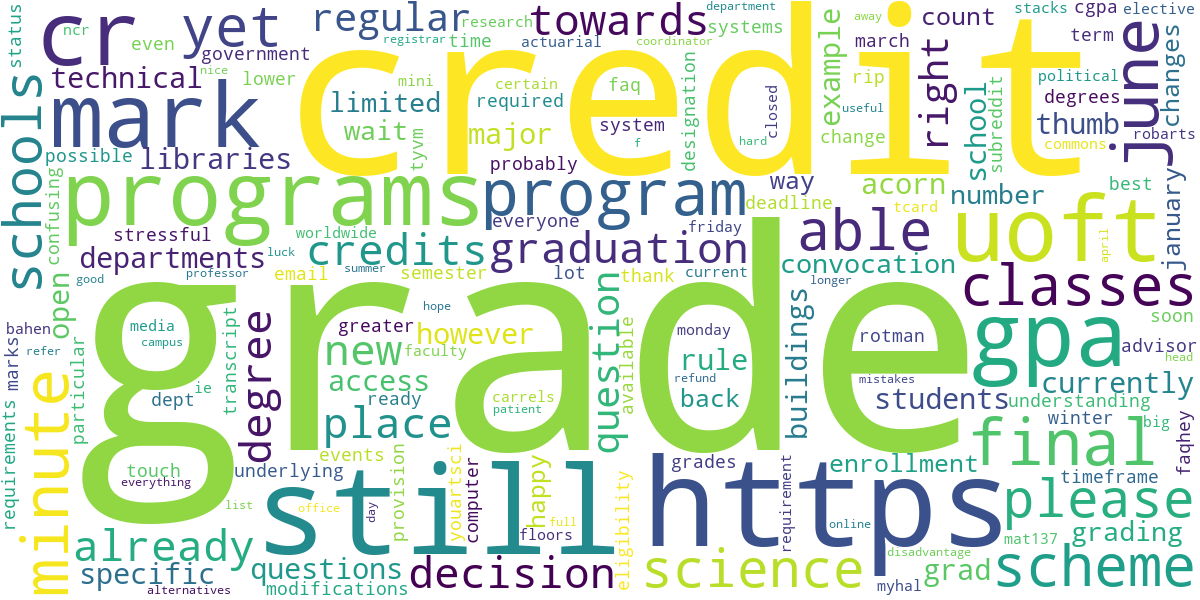 status
ncr
cr
yet
regular
research
towards
department
systems
count
cgpa
stacks
elective
government
registrar
time
actuarial
coordinator
march
term
away
technical
even
nice
lower
mini
certain
faq
designation
example
rip
right
june
changes
political
degrees
schools
mark
credit
limited
required
system
closed
useful
school
subreddit
thumb
robarts
wait
tyvm
major
f
hard
change
commons
possible
libraries
probably
way
acorn
number
best
confusing
programs
program
deadline
tcard
everyone
stressful
worldwide
friday
able
uoft
january
departments
luck
credits
graduation
convocation
april
open
good
professor
email
summer
semester
lot
thank
current
longer
classes
hope
bahen
media
campus
transcript
degree
greater
new
however
faculty
question
available
monday
rule
refund
buildings
rotman
gpa
soon
advisor
head
marks
refer
particular
ie
dept
access
ready
place
carrels
patient
back
mistakes
students
currently
understanding
grade
winter
big
minute
requirements
touch
everything
underlying
events
provision
youartsci
computer
happy
floors
grades
requirement
enrollment
final
timeframe
faqhey
list
office
day
full
still
eligibility
https
online
please
already
mat137
grading
specific
questions
modifications
decision
science
disadvantage
grad
scheme
alternatives
myhal